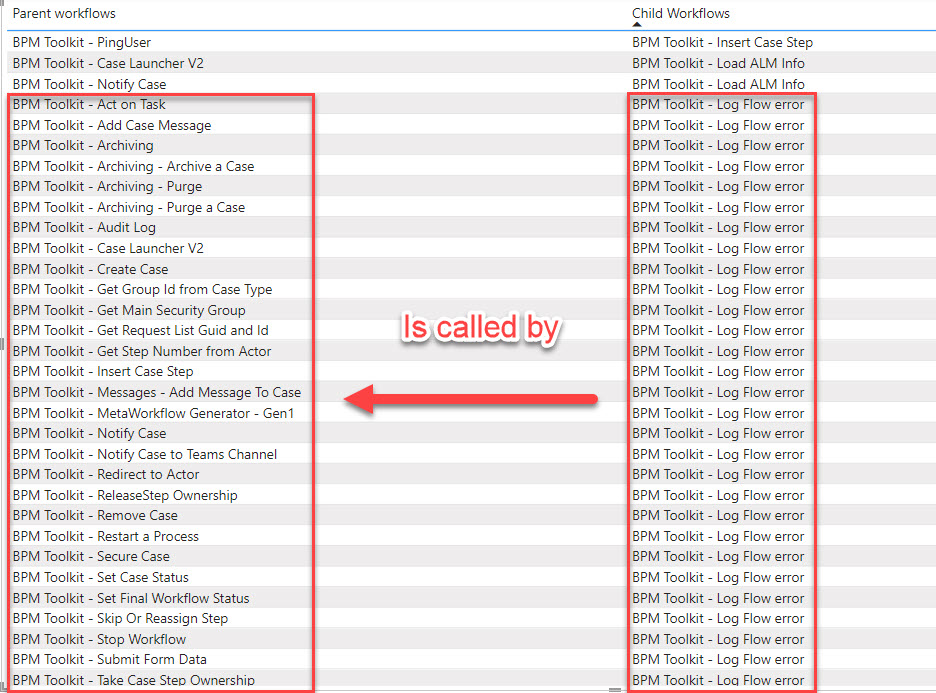 Parent workflows Child Workflows
BPM Toolkit - PingUser BPM Toolkit - Insert Case Step
BPM Toolkit - Case Launcher V2 BPM Toolkit - Load ALM Info
BPM Toolkit - Notify Case BPM Toolkit - Load ALM Info
BPM Toolkit - Act on Task BPM Toolkit - Log Flow error
BPM Toolkit - Add Case Message BPM Toolkit - Log Flow error
BPM Toolkit - Archiving BPM Toolkit - Log Flow error
BPM Toolkit - Archiving - Archive a Case BPM Toolkit - Log Flow error
BPM Toolkit - Archiving - Purge BPM Toolkit - Log Flow error
BPM Toolkit - Archiving - Purge a Case BPM Toolkit - Log Flow error
BPM Toolkit - Audit Log BPM Toolkit - Log Flow error
BPM Toolkit - Case Launcher V2 BPM Toolkit - Log Flow error
BPM Toolkit - Create Case BPM Toolkit - Log Flow error
BPM Toolkit - Get Group Id from Case Type BPM Toolkit - Log Flow error
BPM Toolkit - Get Main Security Group BPM Toolkit - Log Flow error
BPM Toolkit - Get Request List Guid and Id BPM Toolkit - Log Flow error
Is called by
BPM Toolkit - Get Step Number from Actor BPM Toolkit - Log Flow error
BPM Toolkit - Insert Case Step BPM Toolkit - Log Flow error
BPM Toolkit - Messages - Add Message To Case BPM Toolkit - Log Flow error
BPM Toolkit - MetaWorkflow Generator - Gen1 BPM Toolkit - Log Flow error
BPM Toolkit - Notify Case BPM Toolkit - Log Flow error
BPM Toolkit - Notify Case to Teams Channel BPM Toolkit - Log Flow error
BPM Toolkit - Redirect to Actor BPM Toolkit - Log Flow error
BPM Toolkit - ReleaseStep Ownership BPM Toolkit - Log Flow error
BPM Toolkit - Remove Case BPM Toolkit - Log Flow error
BPM Toolkit - Restart a Process BPM Toolkit - Log Flow error
BPM Toolkit - Secure Case BPM Toolkit - Log Flow error
BPM Toolkit - Set Case Status BPM Toolkit - Log Flow error
BPM Toolkit - Set Final Workflow Status BPM Toolkit - Log Flow error
BPM Toolkit - Skip Or Reassign Step BPM Toolkit - Log Flow error
BPM Toolkit - Stop Workflow BPM Toolkit - Log Flow error
BPM Toolkit - Submit Form Data BPM Toolkit - Log Flow error
BPM Toolkit - Take Case Step Ownership BPM Toolkit - Log Flow error